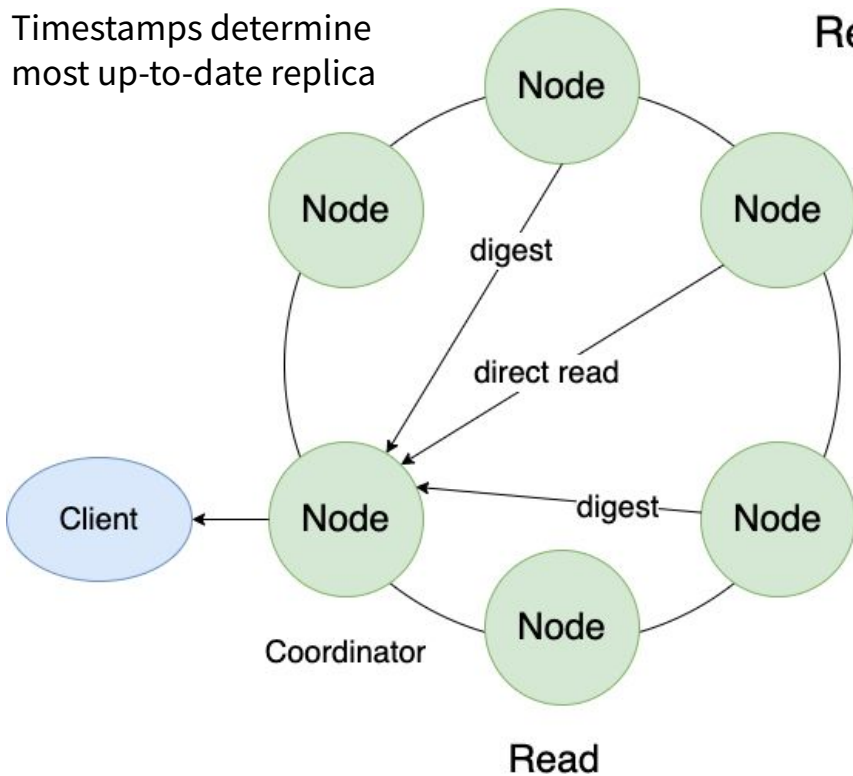 Timestamps determine
most up-to-date replica
Re
Node
Node
Node
digest
direct read
Client
Node
digest
Node
Node
Coordinator
Read